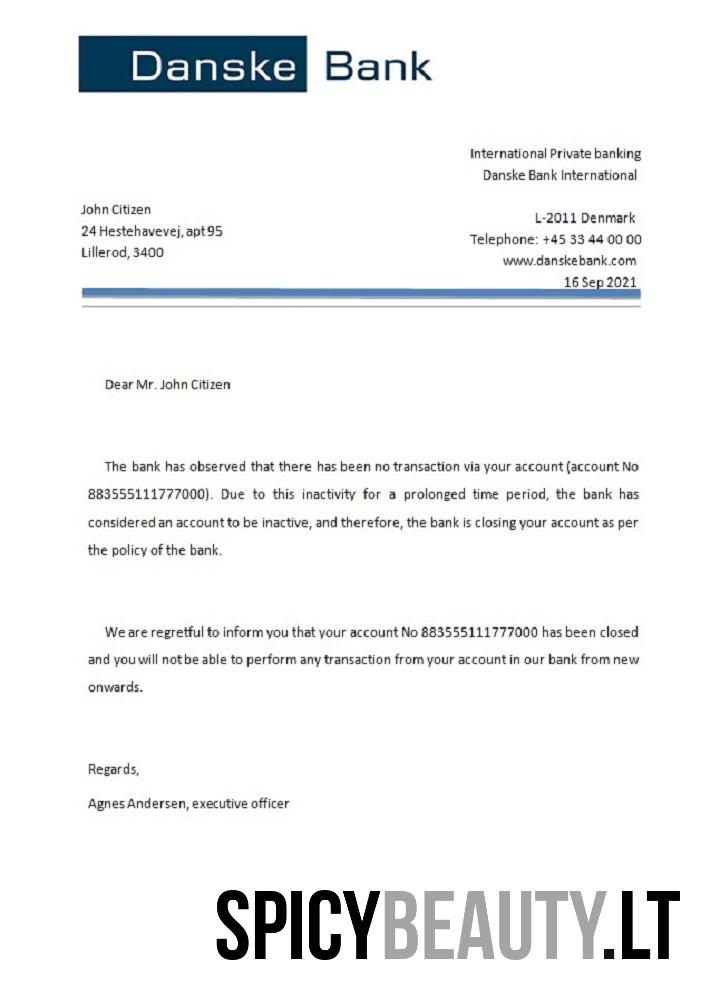 Danske Bank
International Private banking
Danske Bank International
John Citizen
24 Hestehavevej, apt 95
Lillerod, 3400
L-2011 Denmark
Telephone: +45 33 44 00 00
www.danskebank.com
16 Sep 2021
Dear Mr. John Citizen
The bank has observed that there has been no transaction via your account (account No
883555111777000). Due to this inactivity for a prolonged time period, the bank has
considered an account to be inactive, and therefore, the bank is closing your account as per
the policy of the bank.
We are regretful to inform you that your account No 883555111777000 has been closed
and you will not be able to perform any transaction from your account in our bank from new
onwards.
Regards,
Agnes Andersen, executive officer
SPICYBEAUTY.LT